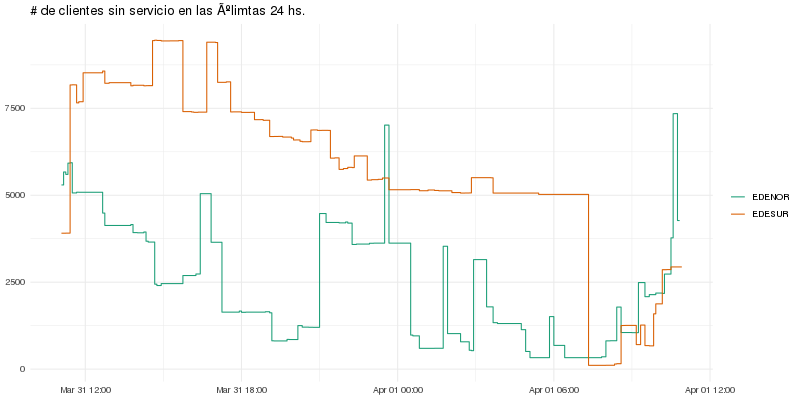 # de clientes sin servicio en las Ãºlimtas 24 hs.
7500
5000
2500
0
Mar 31 12:00
Mar 31 18:00
Apr 01 00:00
Apr 01 06:00
Apr 01 12:00
EDENOR
EDESUR